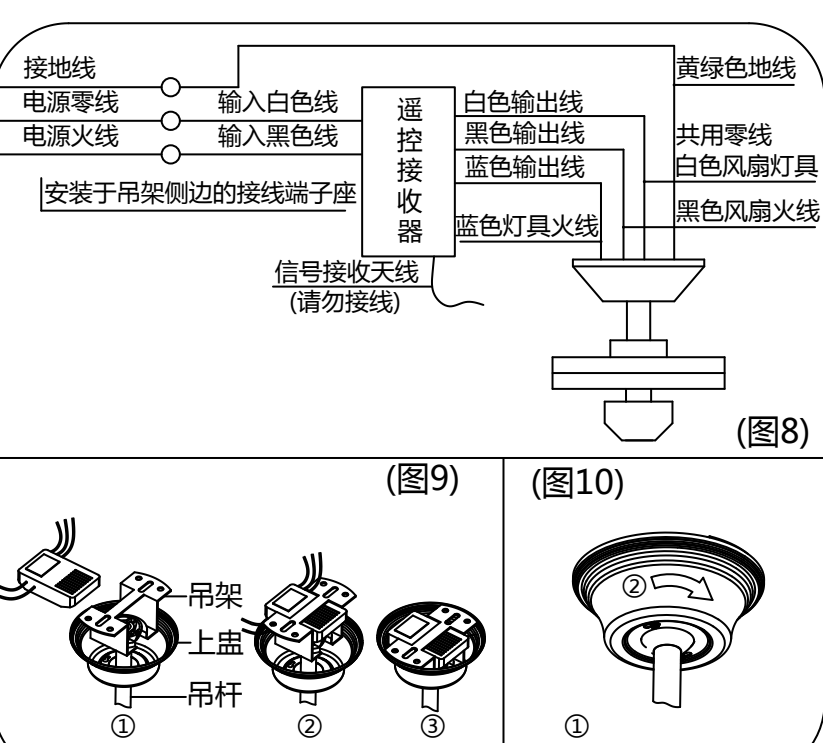 接地线
黄绿色地线
电源零线
输入白色线
白色输出线
电源火线
输入黑色线
遥控接收器
黑色输出线
共用零线
蓝色输出线
白色风扇灯具
安装于吊架侧边的接线端子座
蓝色灯具火线
黑色风扇火线
信号接收天线
(请勿接线)
(图8)
(图9)
吊架
上盅
吊杆
①
②
③
(图10)
②
①